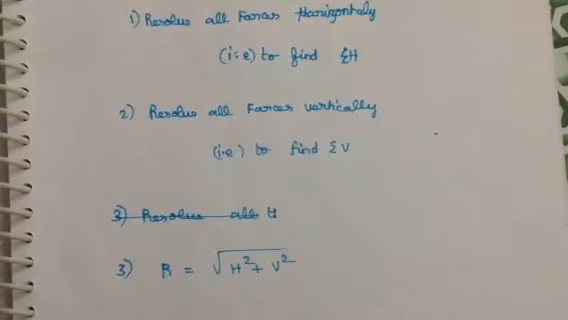 1) Resolve all Forces Horizontaly
(i.e) to find ΣH
2) Resolve all Forces vertically
(i.e) to find ΣV
3) Resolve all H
3) R = √H²+ V²